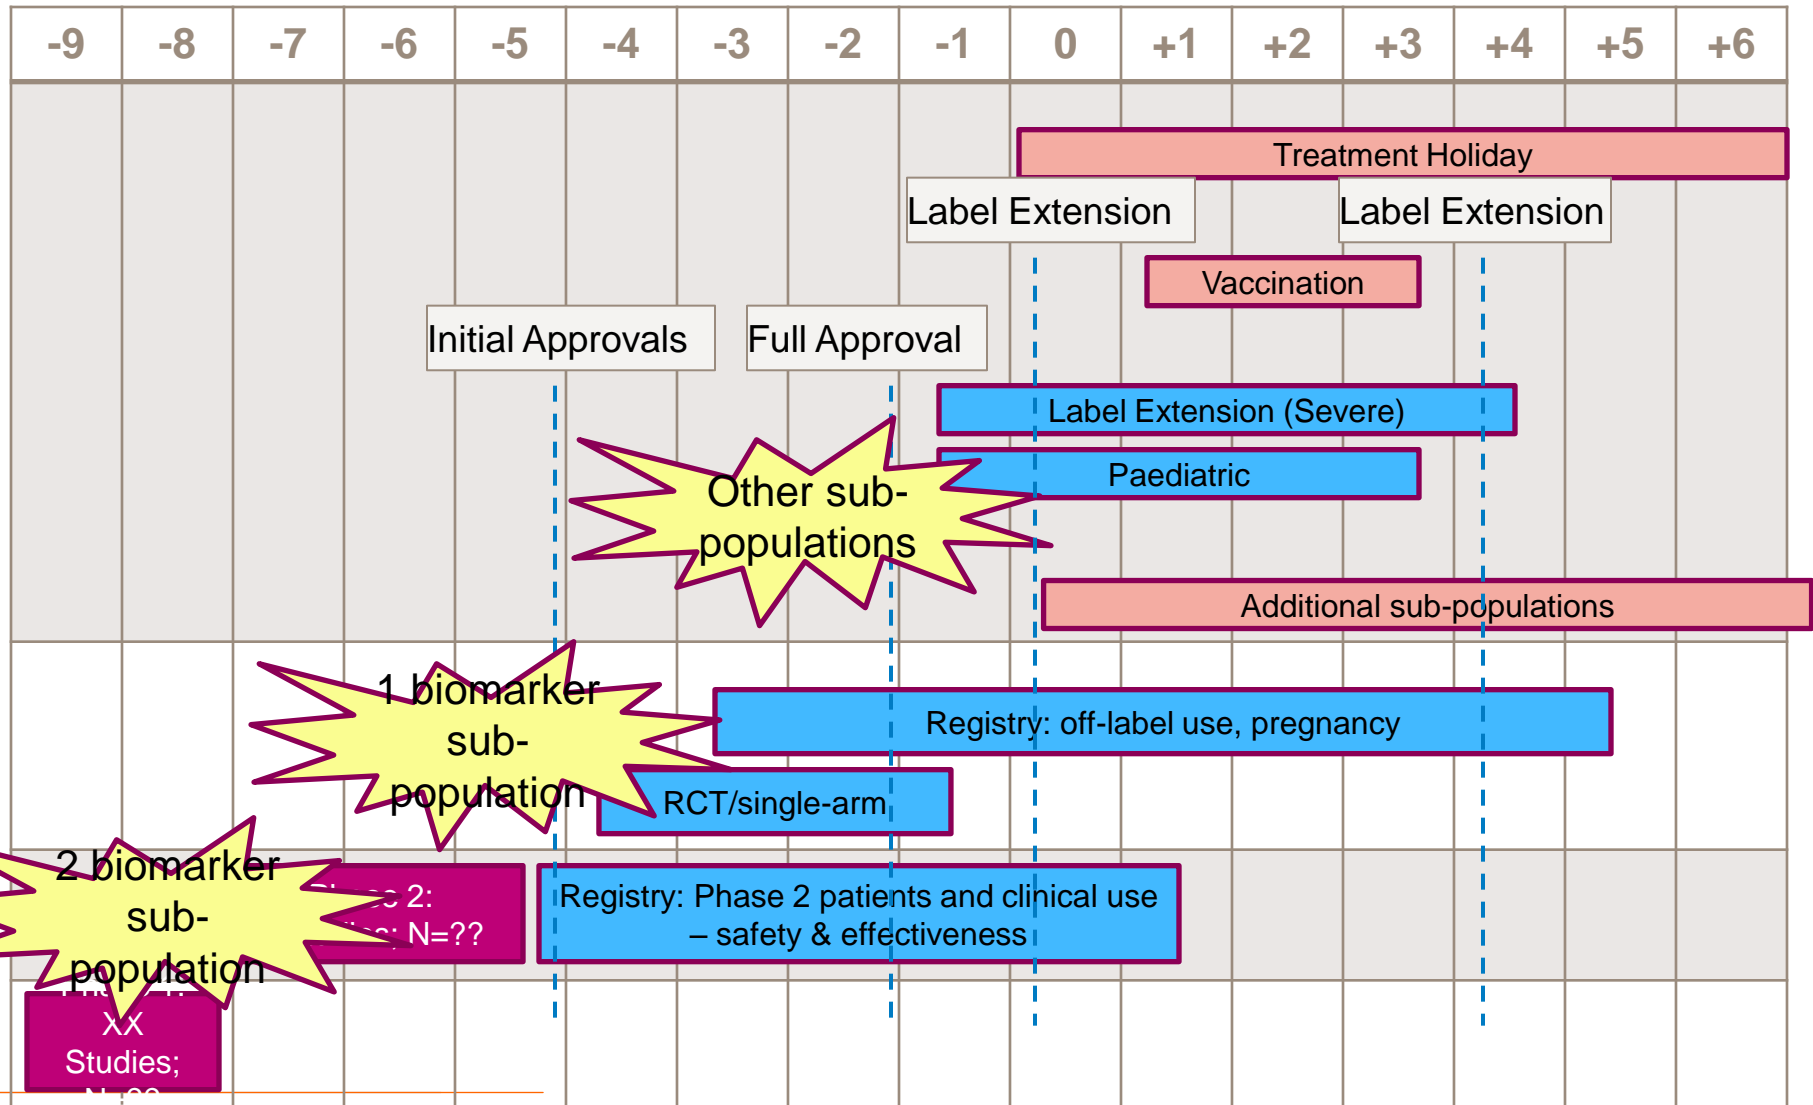 -9 -8 -7 -6 -5 -4 -3 -2 -1 0 +1 +2 +3 +4 +5 +6
Treatment Holiday
Label Extension
Label Extension
Vaccination
Initial Approvals
Full Approval
Label Extension (Severe)
Paediatric
Other sub-
populations
Additional sub-populations
1 biomarker
sub-
population
Registry: off-label use, pregnancy
RCT/single-arm
2 biomarker
sub-
population
2:
N=??
Registry: Phase 2 patients and clinical use
– safety & effectiveness
XX
Studies;